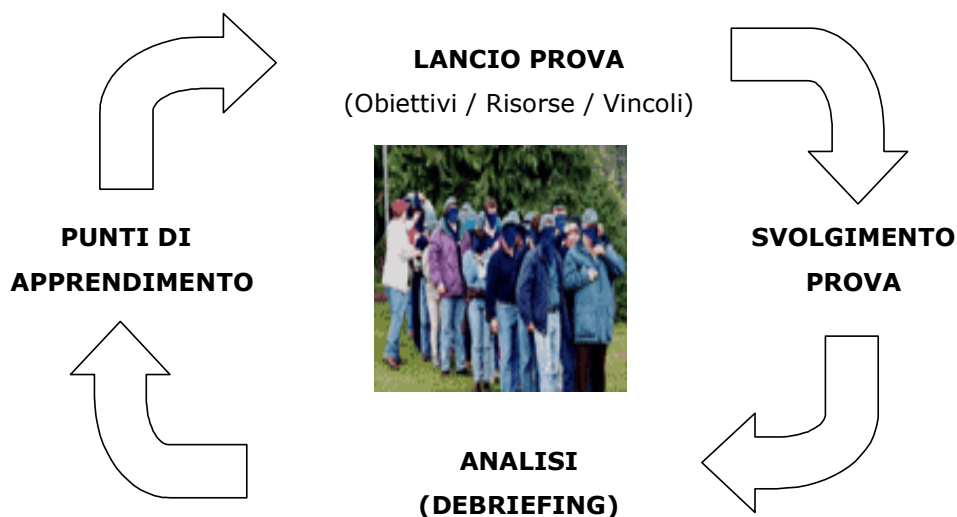 LANCIO PROVA
(Obiettivi / Risorse / Vincoli)
SVOLGIMENTO
PROVA
ANALISI
(DEBRIEFING)
PUNTI DI
APPRENDIMENTO